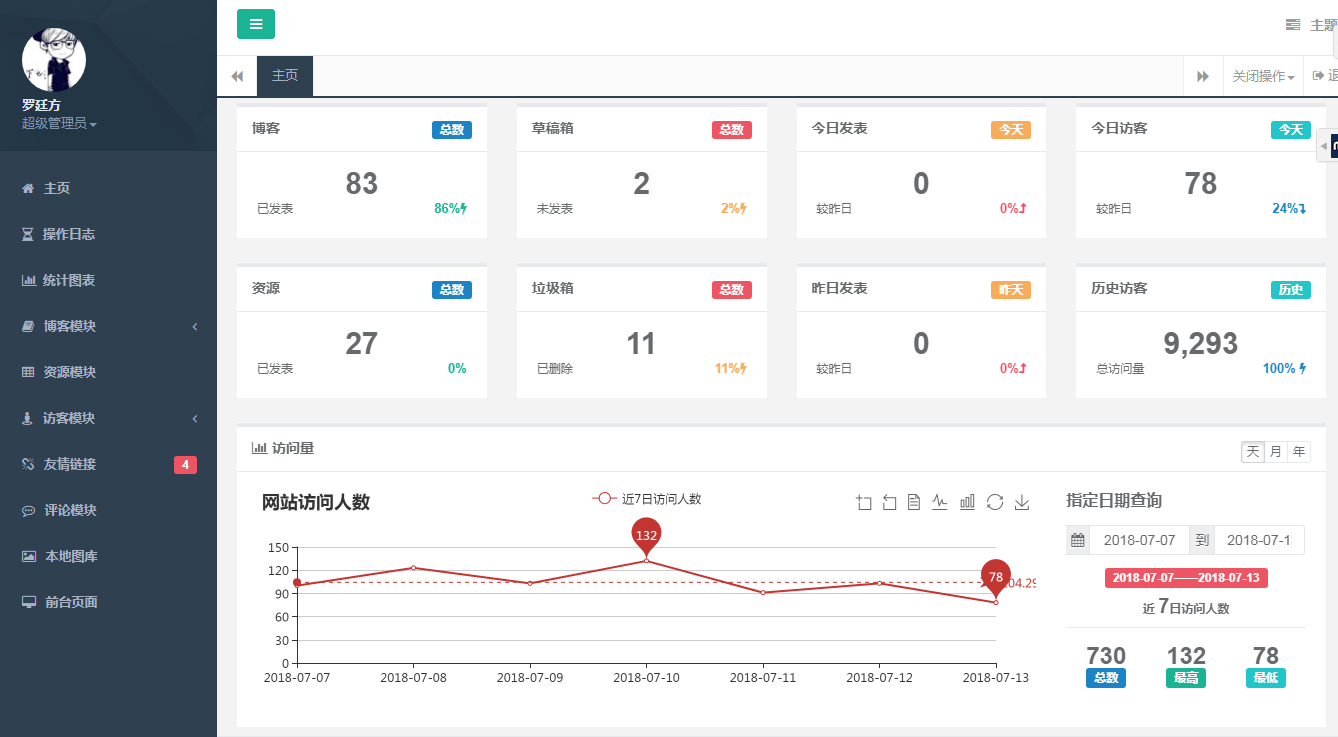 罗廷方
超级管理员
主页
操作日志
统计图表
博客模块
资源模块
访客模块
友情链接 4
评论模块
本地图库
前台页面
主题
主页 关闭操作
博客 总数
83
已发表 86%
草稿箱 总数
2
未发表 2%
今日发表 今天
0
较昨日 0%
今日访客 今天
78
较昨日 24%
资源 总数
27
已发表 0%
垃圾箱 总数
11
已删除 11%
昨日发表 昨天
0
较昨日 0%
历史访客 历史
9,293
总访问量 100%
访问量 天 月 年
网站访问人数
近7日访问人数
132
78
04.29
150
120
90
60
30
0
2018-07-07 2018-07-08 2018-07-09 2018-07-10 2018-07-11 2018-07-12 2018-07-13
指定日期查询
2018-07-07 到 2018-07-1
2018-07-07——2018-07-13
近 7日访问人数
730 132 78
总数 最高 最低